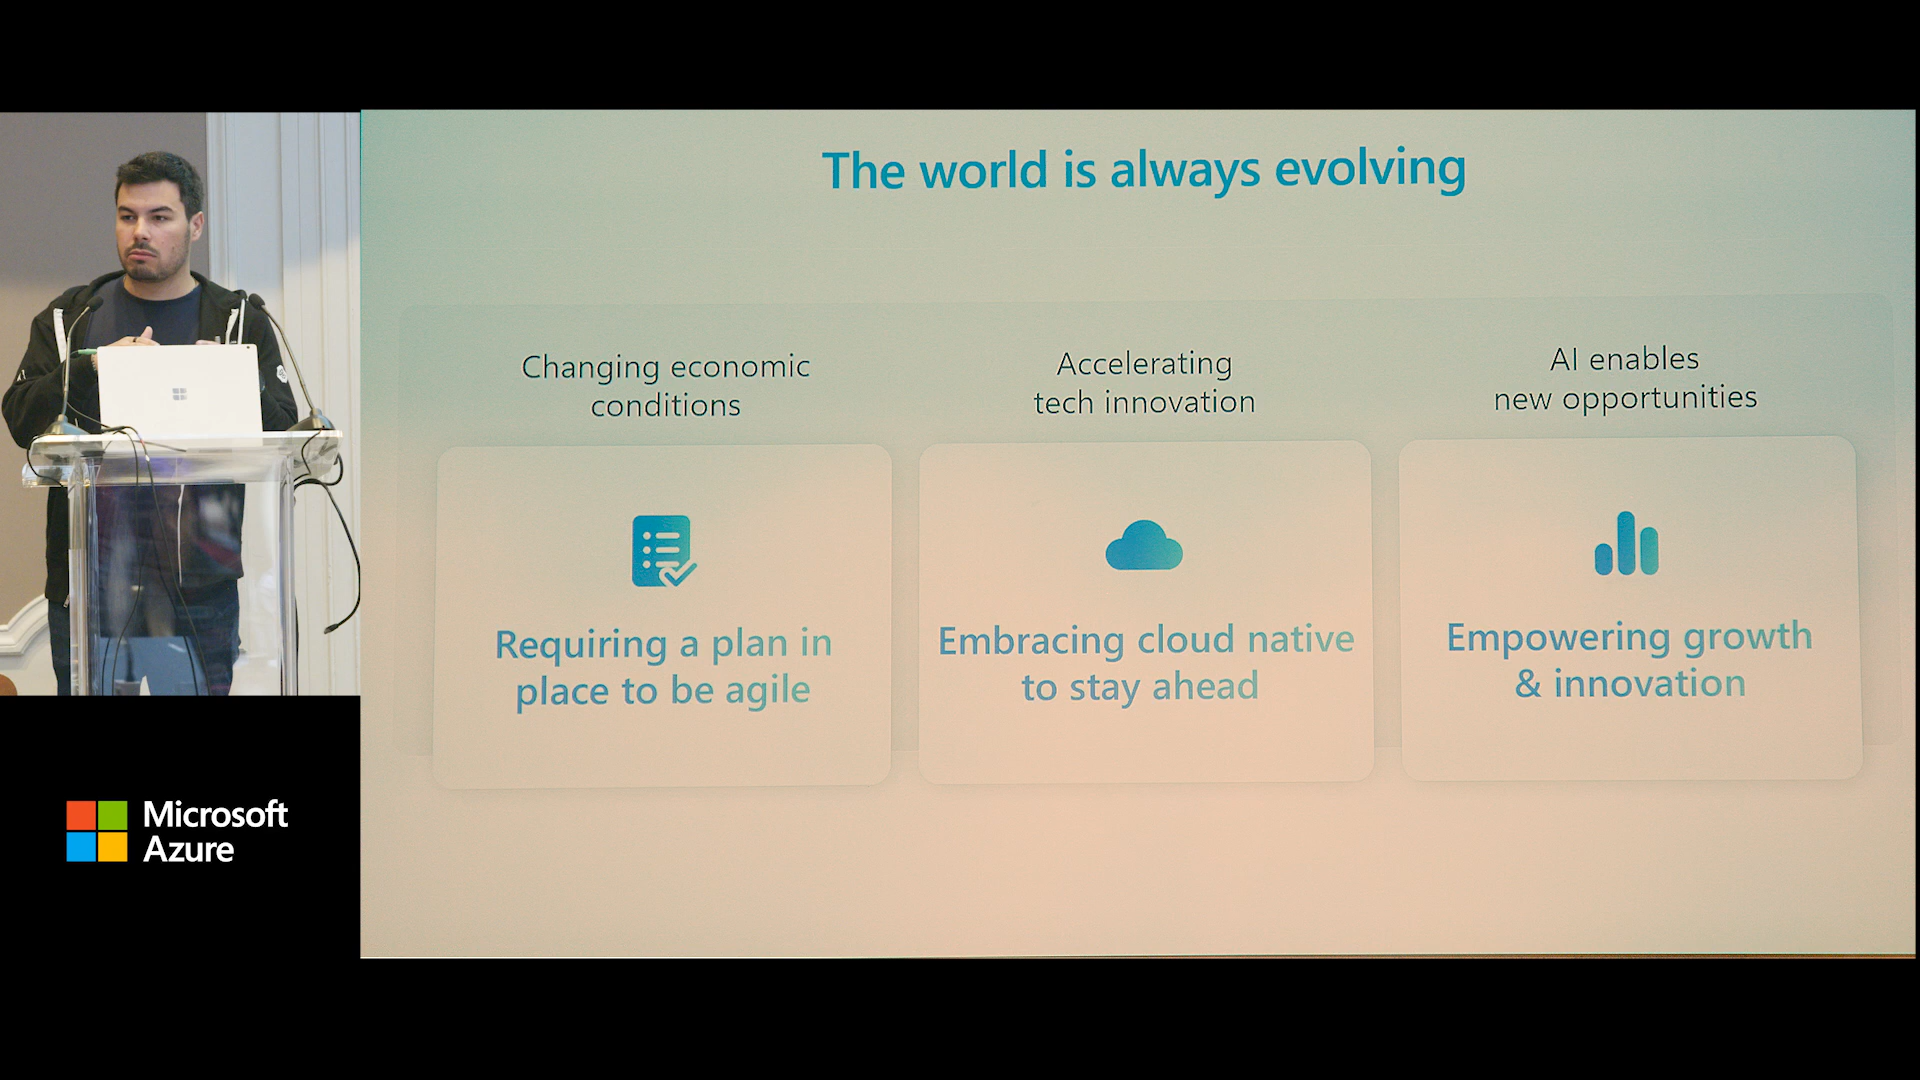 The world is always evolving
Changing economic
conditions
Requiring a plan in
place to be agile
Accelerating
tech innovation
Embracing cloud native
to stay ahead
AI enables
new opportunities
Empowering growth
& innovation
Microsoft
Azure